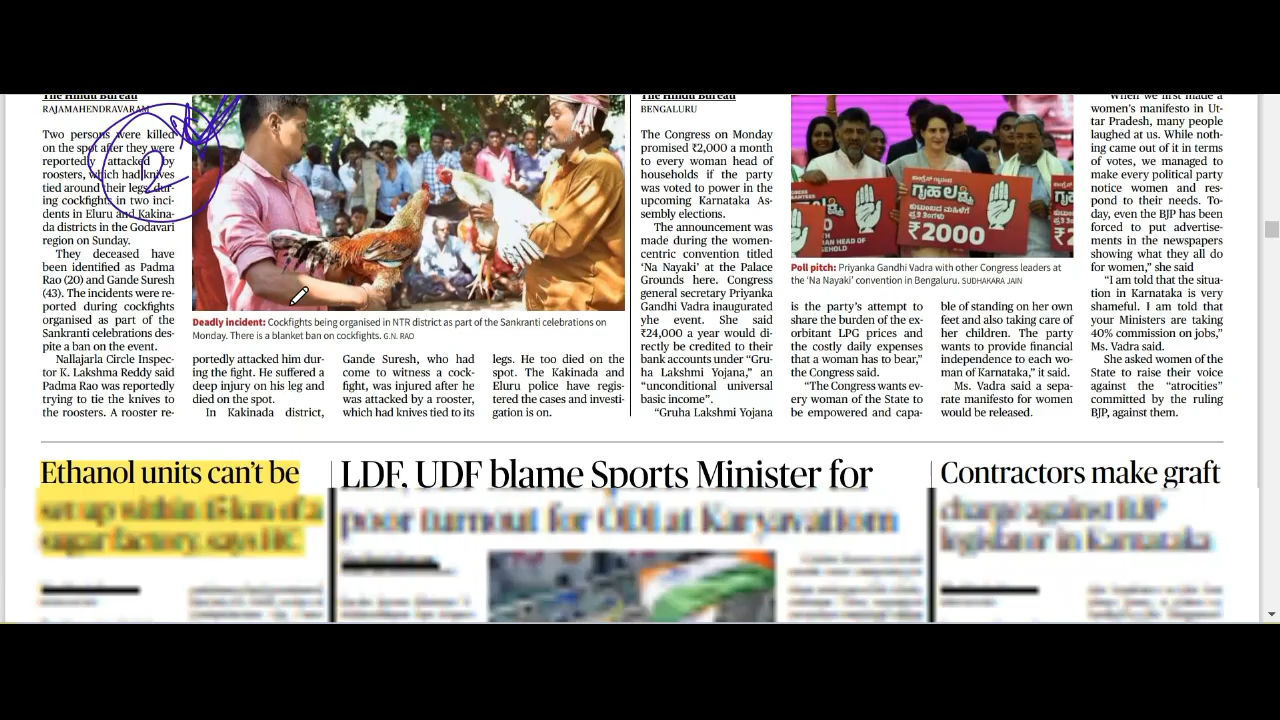 The Hindu Bureau
RAJAMAHENDRAVARAM
Two persons were killed
on the spot after they were
reportedly attacked by
roosters, which had knives
tied around their legs, dur-
ing cockfights in two inci-
dents in Eluru and Kakina-
da districts in the Godavari
region on Sunday.
They deceased have
been identified as Padma
Rao (20) and Gande Suresh
(43). The incidents were re-
ported during cockfights
organised as part of the
Sankranti celebrations des-
pite a ban on the event.
Nallajarla Circle Inspec-
tor K. Lakshma Reddy said
Padma Rao was reportedly
trying to tie the knives to
the roosters. A rooster re-
Deadly incident: Cockfights being organised in NTR district as part of the Sankranti celebrations on
Monday. There is a blanket ban on cockfights. G.N. RAO
portedly attacked him dur-
ing the fight. He suffered a
deep injury on his leg and
died on the spot.
In Kakinada district,
Gande Suresh, who had
come to witness a cock-
fight, was injured after he
was attacked by a rooster,
which had knives tied to its
legs. He too died on the
spot. The Kakinada and
Eluru police have regis-
tered the cases and investi-
gation is on.
The Hindu Bureau
BENGALURU
The Congress on Monday
promised ₹2,000 a month
to every woman head of
household if the party
was voted to power in the
upcoming Karnataka As-
sembly elections.
The announcement was
made during the women-
centric convention titled
‘Na Nayaki’ at the Palace
Grounds here. Congress
general secretary Priyanka
Gandhi Vadra inaugurated
yhe event. She said
₹24,000 a year would di-
rectly be credited to their
bank accounts under “Gru-
ha Lakshmi Yojana,” an
“unconditional universal
basic income”.
“Gruha Lakshmi Yojana
ಗೃಹಲಕ್ಷ್ಮಿ
₹2000
Poll pitch: Priyanka Gandhi Vadra with other Congress leaders at
the ‘Na Nayaki’ convention in Bengaluru. SUDHAKARA JAIN
is the party’s attempt to
share the burden of the ex-
orbitant LPG prices and
the costly daily expenses
that a woman has to bear,”
the Congress said.
“The Congress wants ev-
ery woman of the State to
be empowered and capa-
ble of standing on her own
feet and also taking care of
her children. The party
wants to provide financial
independence to each wo-
man of Karnataka,” it said.
Ms. Vadra said a sepa-
rate manifesto for women
would be released.
“When we first made a
women’s manifesto in Ut-
tar Pradesh, many people
laughed at us. While noth-
ing came out of it in terms
of votes, we managed to
make every political party
notice women and res-
pond to their needs. To-
day, even the BJP has been
forced to put advertise-
ments in the newspapers
showing what they all do
for women,” she said
“I am told that the situa-
tion in Karnataka is very
shameful. I am told that
your Ministers are taking
40% commission on jobs,”
Ms. Vadra said.
She asked women of the
State to raise their voice
against the “atrocities”
committed by the ruling
BJP, against them.
Ethanol units can’t be
set up within 15 km of a
sugar factory, says HC
LDF, UDF blame Sports Minister for
poor turnout for ODI at Karyavattom
Contractors make graft
charge against BJP
legislator in Karnataka